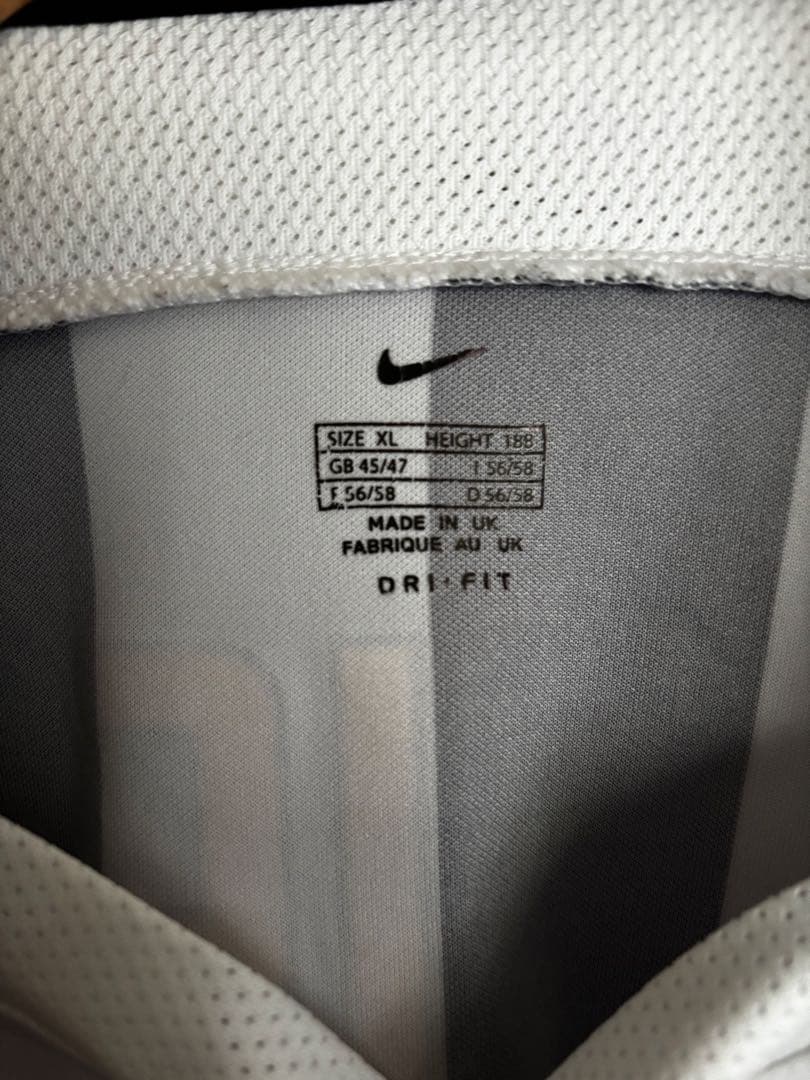 SIZE XL HEIGHT 188
GB 45/47 I 56/58
F 56/58 D 56/58
MADE IN UK
FABRIQUE AU UK
DRI·FIT